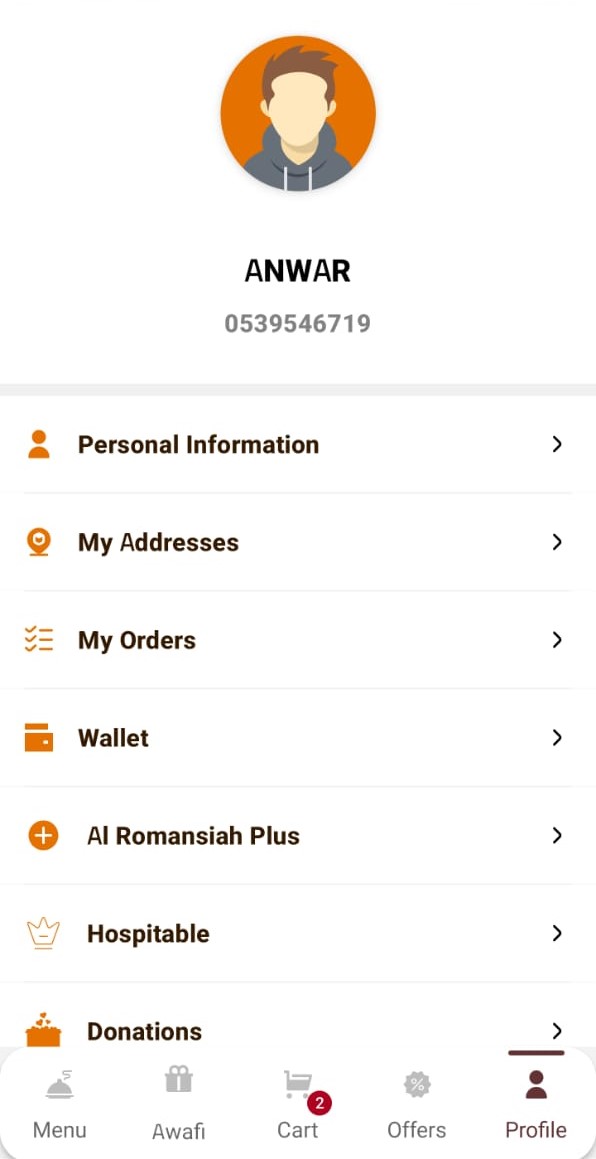 ANWAR
0539546719
Personal Information
My Addresses
My Orders
Wallet
Al Romansiah Plus
Hospitable
Donations
2
Menu Awafi Cart Offers Profile